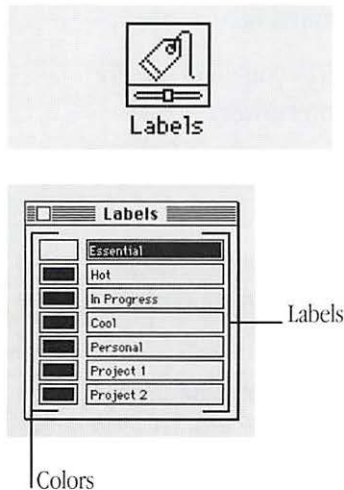 Labels
Labels
Essential
Hot
In Progress
Cool
Personal
Project 1
Project 2
Labels
Colors